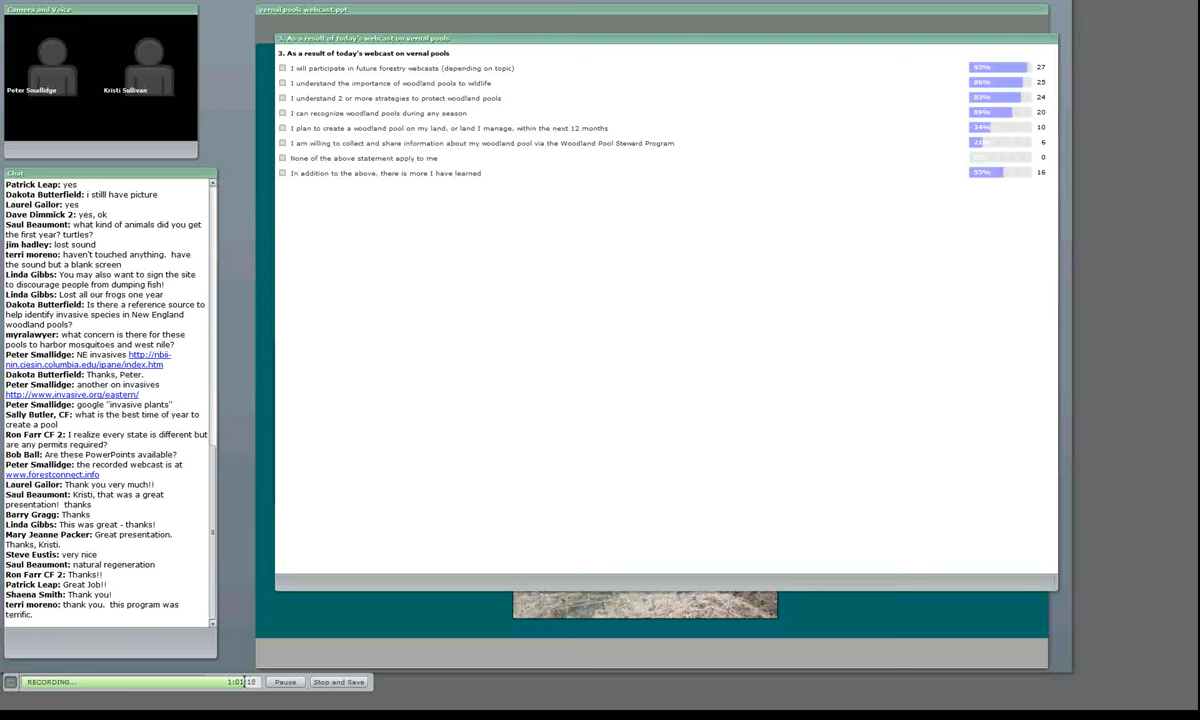 Camera and Voice
Peter Smallidge
Kristi Sullivan
Chat
Patrick Leap: yes
Dakota Butterfield: i stilll have picture
Laurel Gailor: yes
Dave Dimmick 2: yes, ok
Saul Beaumont: what kind of animals did you get
the first year? turtles?
jim hadley: lost sound
terri moreno: haven't touched anything. have
the sound but a blank screen
Linda Gibbs: You may also want to sign the site
to discourage people from dumping fish!
Linda Gibbs: Lost all our frogs one year
Dakota Butterfield: Is there a reference source to
help identify invasive species in New England
woodland pools?
myralawyer: what concern is there for these
pools to harbor mosquitoes and west nile?
Peter Smallidge: NE invasives http://nbii-
nin.ciesin.columbia.edu/ipane/index.htm
Dakota Butterfield: Thanks, Peter.
Peter Smallidge: another on invasives
http://www.invasive.org/eastern/
Peter Smallidge: google "invasive plants"
Sally Butler, CF: what is the best time of year to
create a pool
Ron Farr CF 2: I realize every state is different but
are any permits required?
Bob Ball: Are these PowerPoints available?
Peter Smallidge: the recorded webcast is at
www.forestconnect.info
Laurel Gailor: Thank you very much!!
Saul Beaumont: Kristi, that was a great
presentation! thanks
Barry Gragg: Thanks
Linda Gibbs: This was great - thanks!
Mary Jeanne Packer: Great presentation.
Thanks, Kristi.
Steve Eustis: very nice
Saul Beaumont: natural regeneration
Ron Farr CF 2: Thanks!!
Patrick Leap: Great Job!!
Shaena Smith: Thank you!
terri moreno: thank you. this program was
terrific.
vernal pools webcast.ppt
3. As a result of today's webcast on vernal pools
3. As a result of today's webcast on vernal pools
I will participate in future forestry webcasts (depending on topic) 93% 27
I understand the importance of woodland pools to wildlife 86% 25
I understand 2 or more strategies to protect woodland pools 83% 24
I can recognize woodland pools during any season 69% 20
I plan to create a woodland pool on my land, or land I manage, within the next 12 months 34% 10
I am willing to collect and share information about my woodland pool via the Woodland Pool Steward Program 21% 6
None of the above statement apply to me 0
In addition to the above, there is more I have learned 55% 16
RECORDING... 1:01:18 Pause Stop and Save